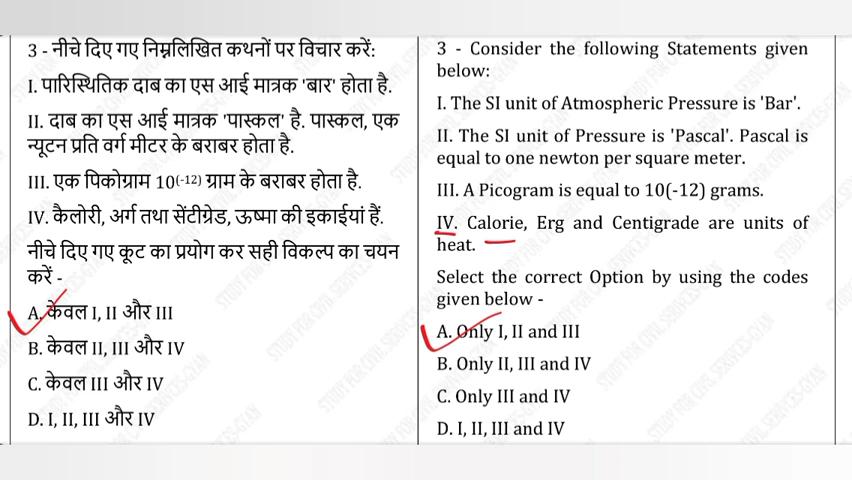 3 - नीचे दिए गए निम्नलिखित कथनों पर विचार करें:
I. पारिस्थितिक दाब का एस आई मात्रक 'बार' होता है.
II. दाब का एस आई मात्रक 'पास्कल' है. पास्कल, एक
न्यूटन प्रति वर्ग मीटर के बराबर होता है.
III. एक पिकोग्राम 10⁽⁻¹²⁾ ग्राम के बराबर होता है.
IV. कैलोरी, अर्ग तथा सेंटीग्रेड, ऊष्मा की इकाईयां हैं.
नीचे दिए गए कूट का प्रयोग कर सही विकल्प का चयन
करें -
A. केवल I, II और III
B. केवल II, III और IV
C. केवल III और IV
D. I, II, III और IV
3 - Consider the following Statements given
below:
I. The SI unit of Atmospheric Pressure is 'Bar'.
II. The SI unit of Pressure is 'Pascal'. Pascal is
equal to one newton per square meter.
III. A Picogram is equal to 10(-12) grams.
IV. Calorie, Erg and Centigrade are units of
heat.
Select the correct Option by using the codes
given below -
A. Only I, II and III
B. Only II, III and IV
C. Only III and IV
D. I, II, III and IV
STUDY FOR CIVIL SERVICES-GYAN